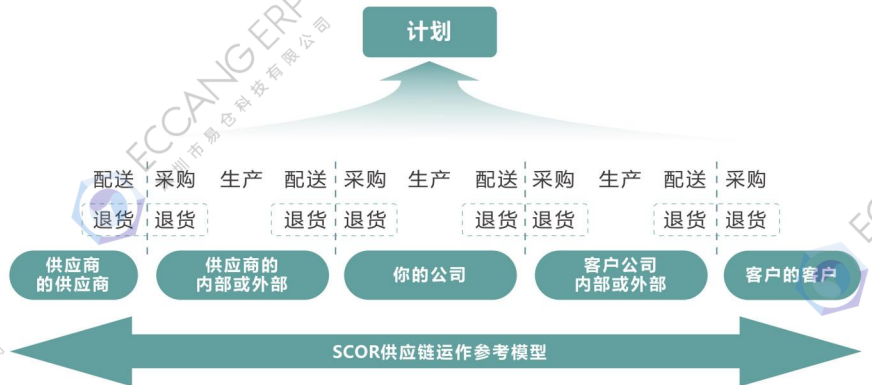 计划
ECCANG ERP
圳市易仓科技有限公司
配送 采购 生产 配送 采购 生产 配送 采购 生产 配送 采购
退货 退货 退货 退货 退货 退货 退货 退货
供应商
的供应商
供应商的
内部或外部
你的公司
客户公司
内部或外部
客户的客户
SCOR供应链运作参考模型